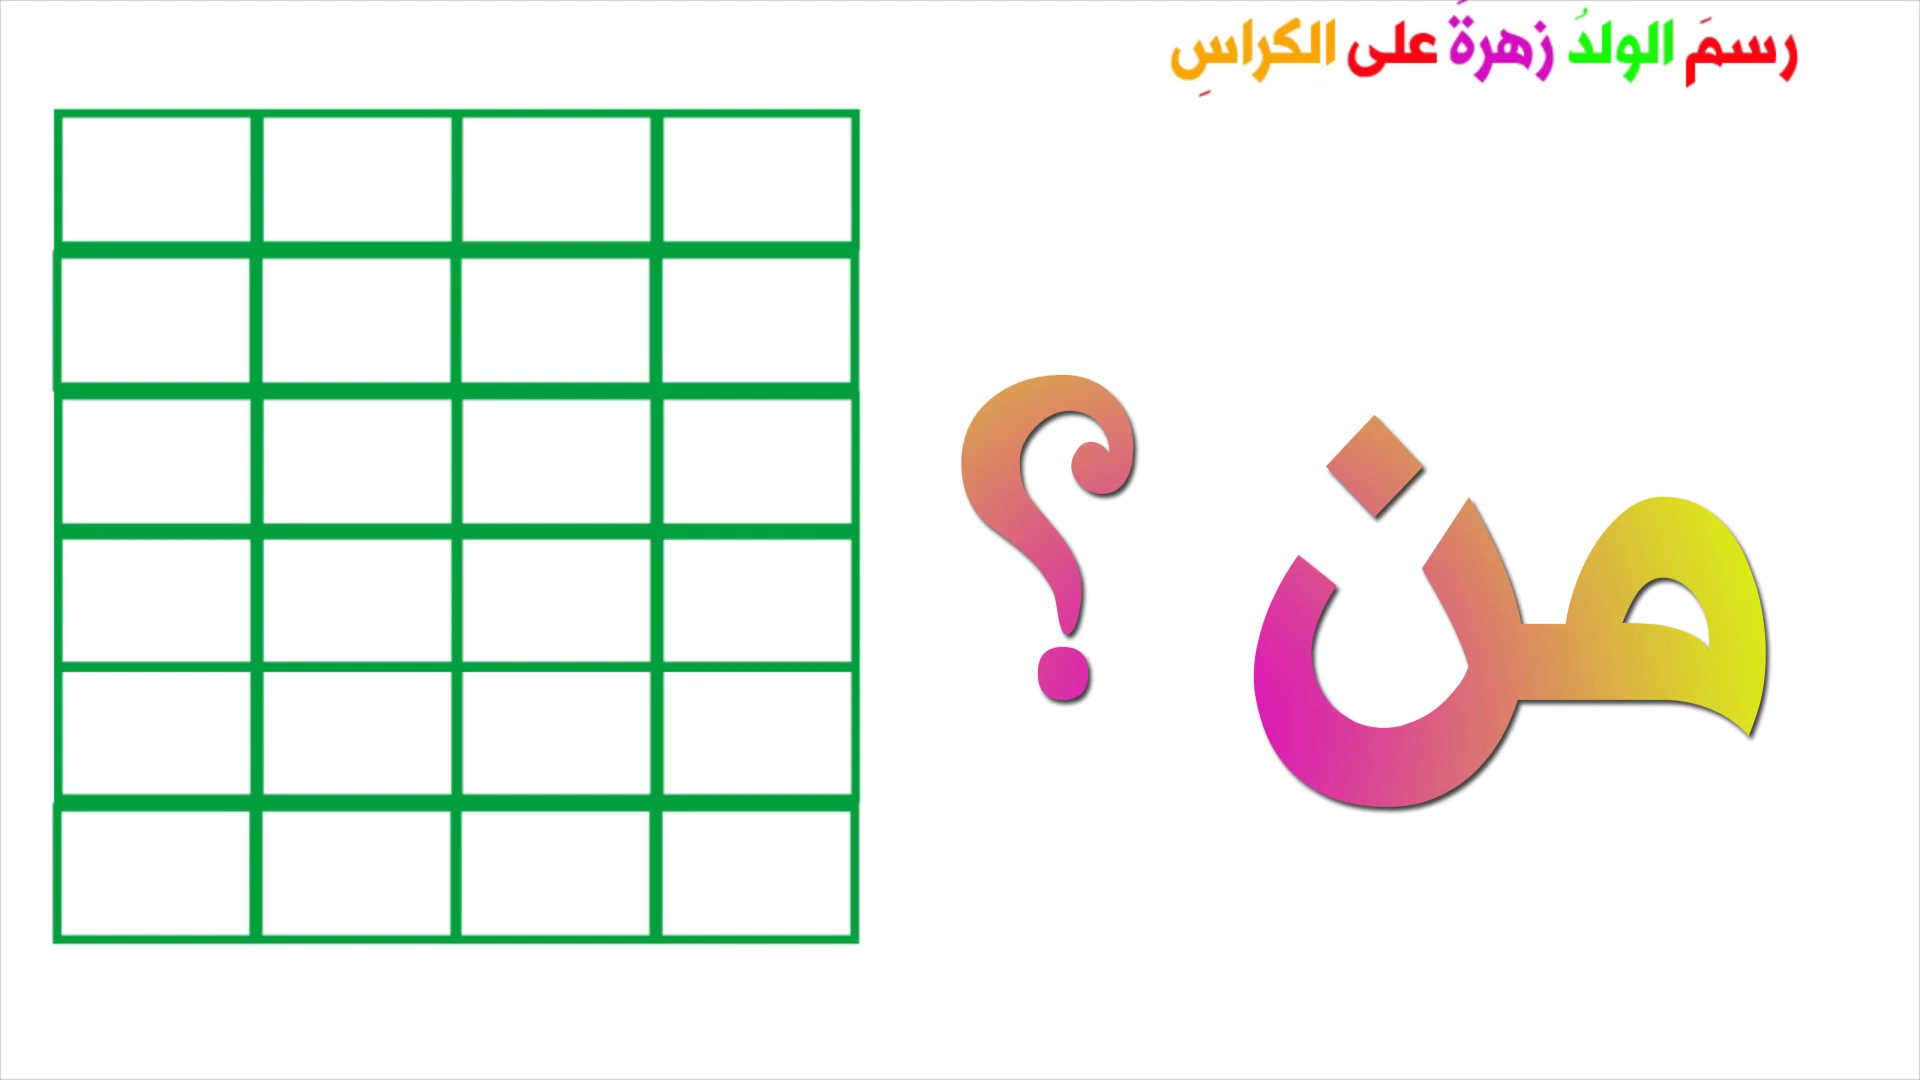 رسمَ الولدُ زهرةَ على الكراسِ
من ؟